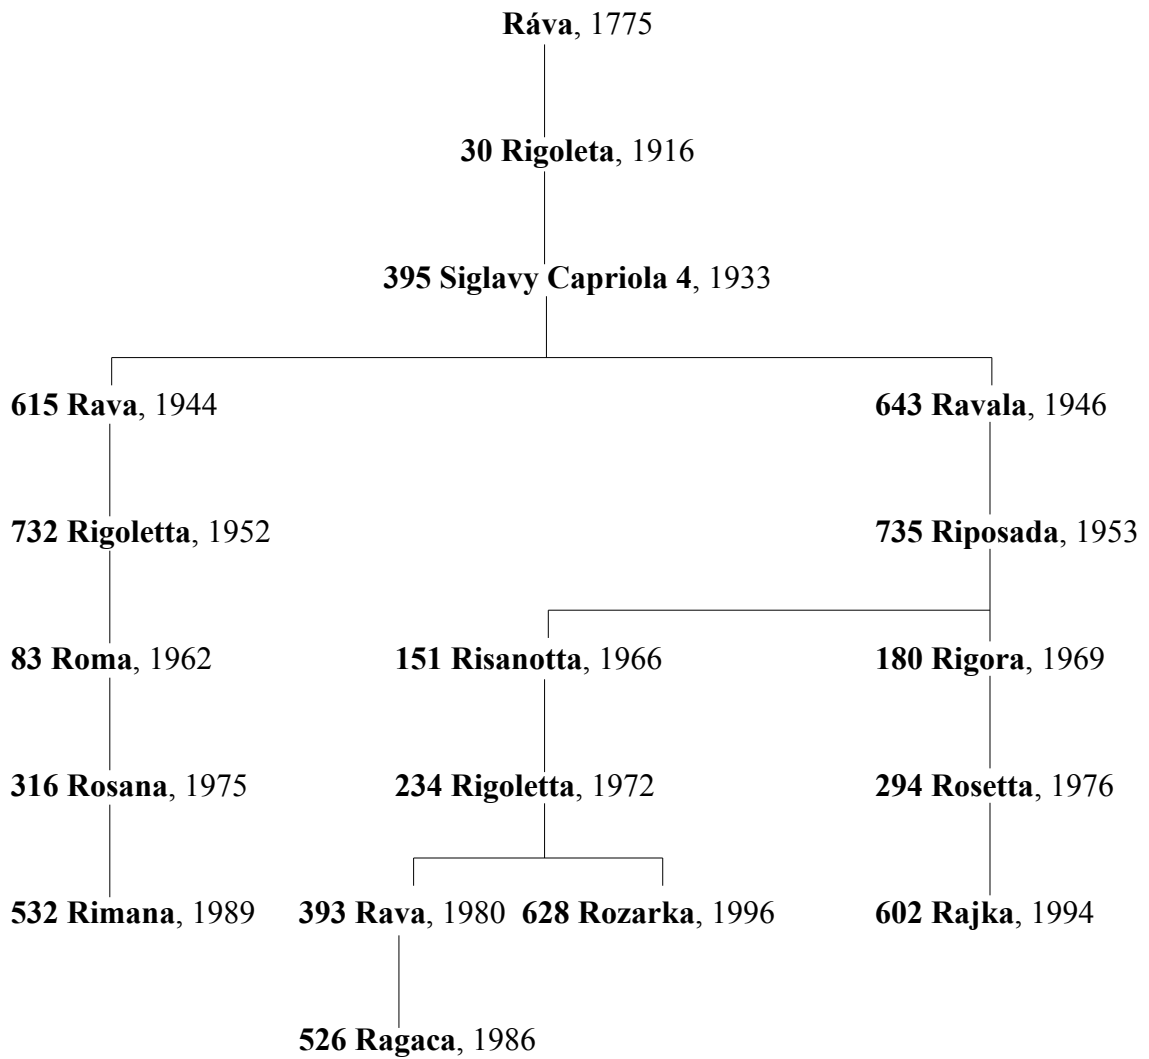 Ráva, 1775
30 Rigoleta, 1916
395 Siglavy Capriola 4, 1933
615 Rava, 1944
643 Ravala, 1946
732 Rigoletta, 1952
735 Riposada, 1953
83 Roma, 1962
151 Risanotta, 1966
180 Rigora, 1969
316 Rosana, 1975
234 Rigoletta, 1972
294 Rosetta, 1976
532 Rimana, 1989
393 Rava, 1980
628 Rozarka, 1996
602 Rajka, 1994
526 Ragaca, 1986